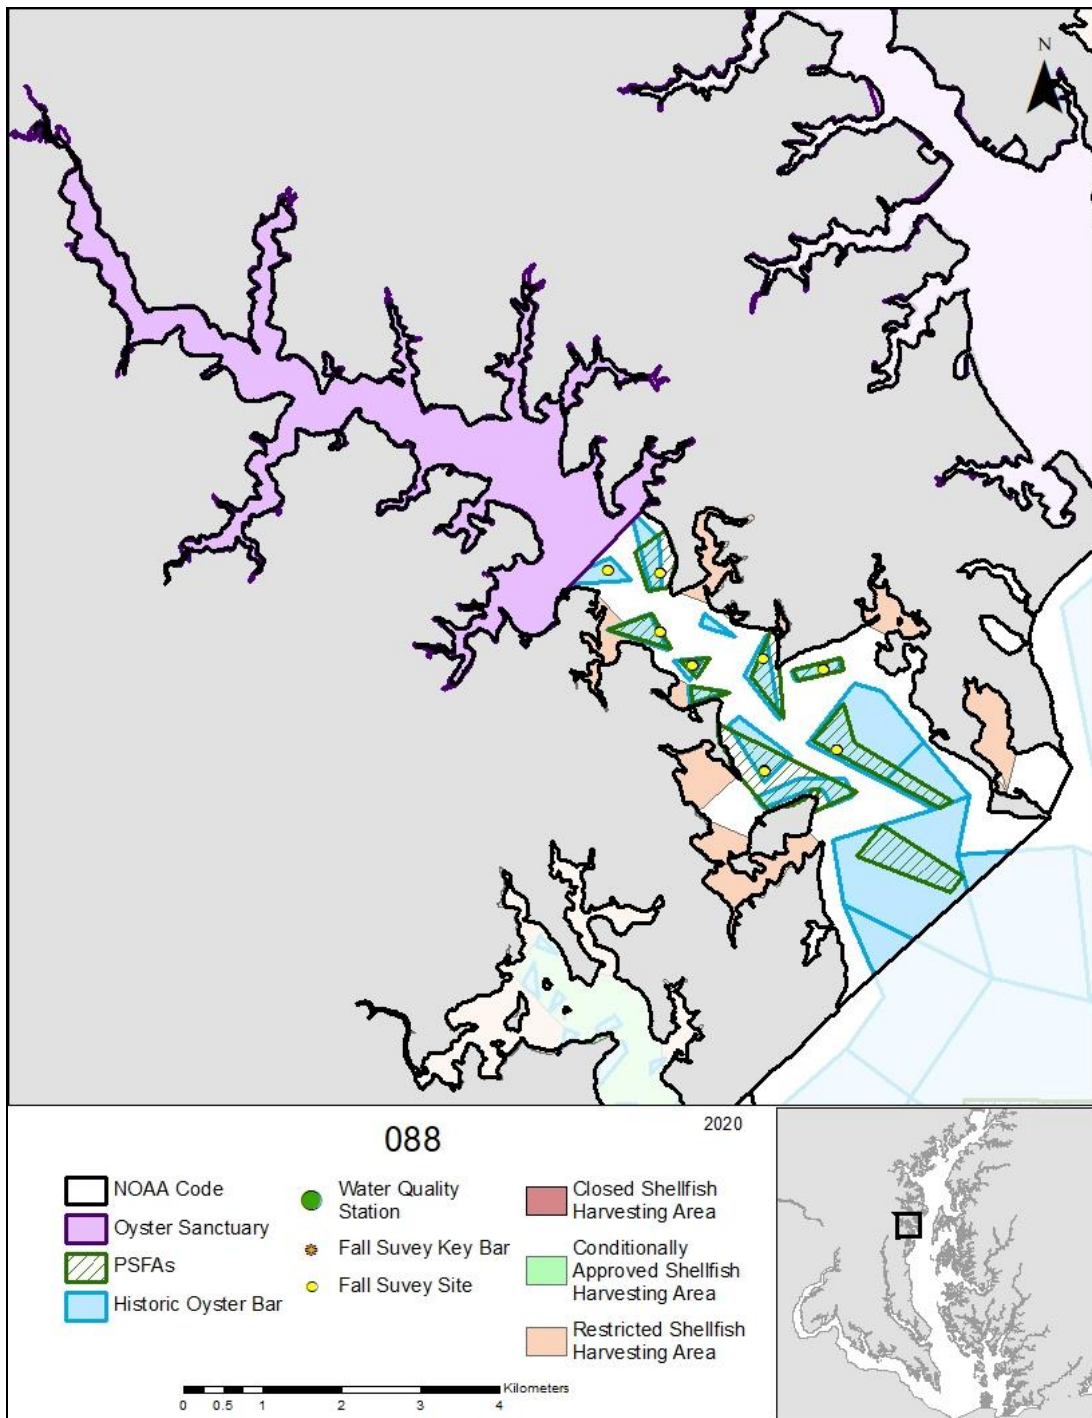 N
088
2020
NOAA Code
Oyster Sanctuary
PSFAs
Historic Oyster Bar
Water Quality
Station
Fall Suvey Key Bar
Fall Suvey Site
Closed Shellfish
Harvesting Area
Conditionally
Approved Shellfish
Harvesting Area
Restricted Shellfish
Harvesting Area
Kilometers
0 0.5 1 2 3 4